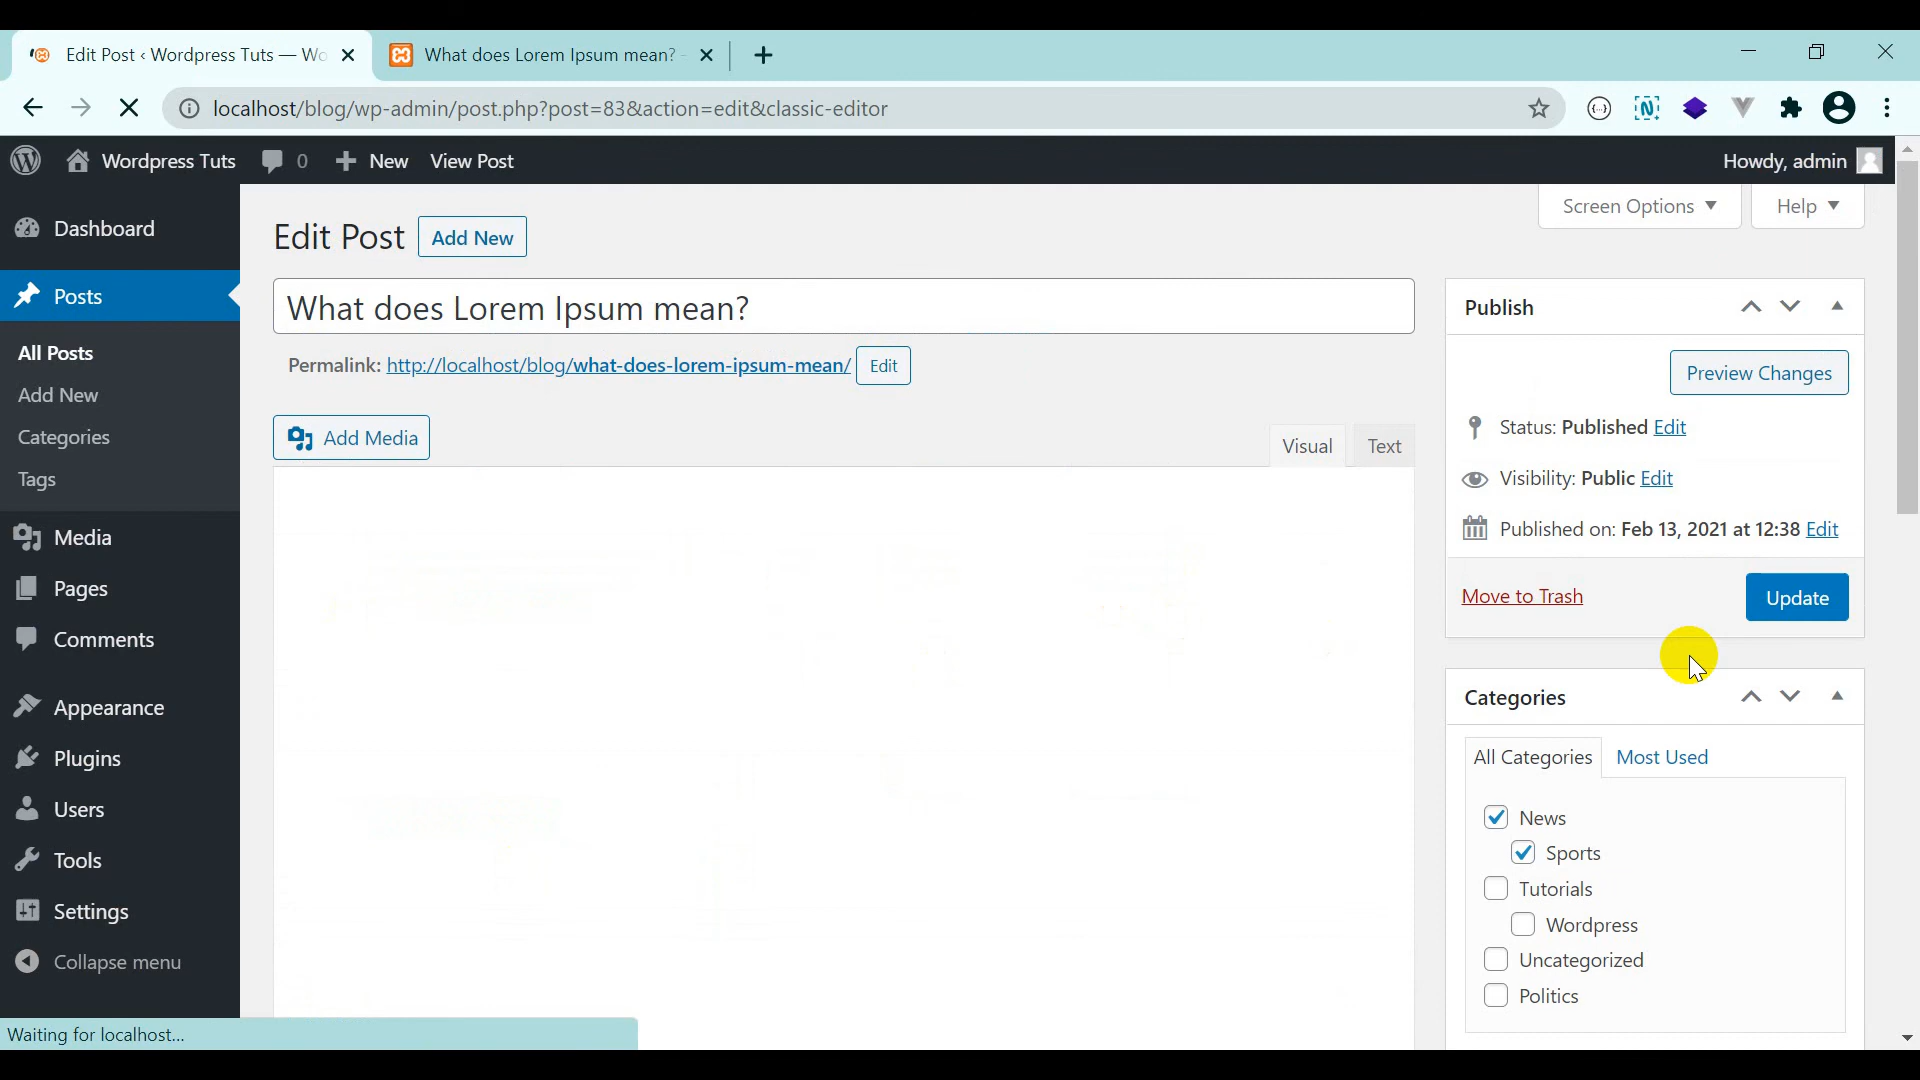 Edit Post ‹ Wordpress Tuts — Wo
What does Lorem Ipsum mean? -
localhost/blog/wp-admin/post.php?post=83&action=edit&classic-editor
Wordpress Tuts 0 New View Post Howdy, admin
Screen Options Help
Dashboard
Posts
All Posts
Add New
Categories
Tags
Media
Pages
Comments
Appearance
Plugins
Users
Tools
Settings
Collapse menu
Edit Post Add New
What does Lorem Ipsum mean?
Permalink: http://localhost/blog/what-does-lorem-ipsum-mean/ Edit
Add Media
Visual Text
Publish
Preview Changes
Status: Published Edit
Visibility: Public Edit
Published on: Feb 13, 2021 at 12:38 Edit
Move to Trash Update
Categories
All Categories Most Used
News
Sports
Tutorials
Wordpress
Uncategorized
Politics
Waiting for localhost...